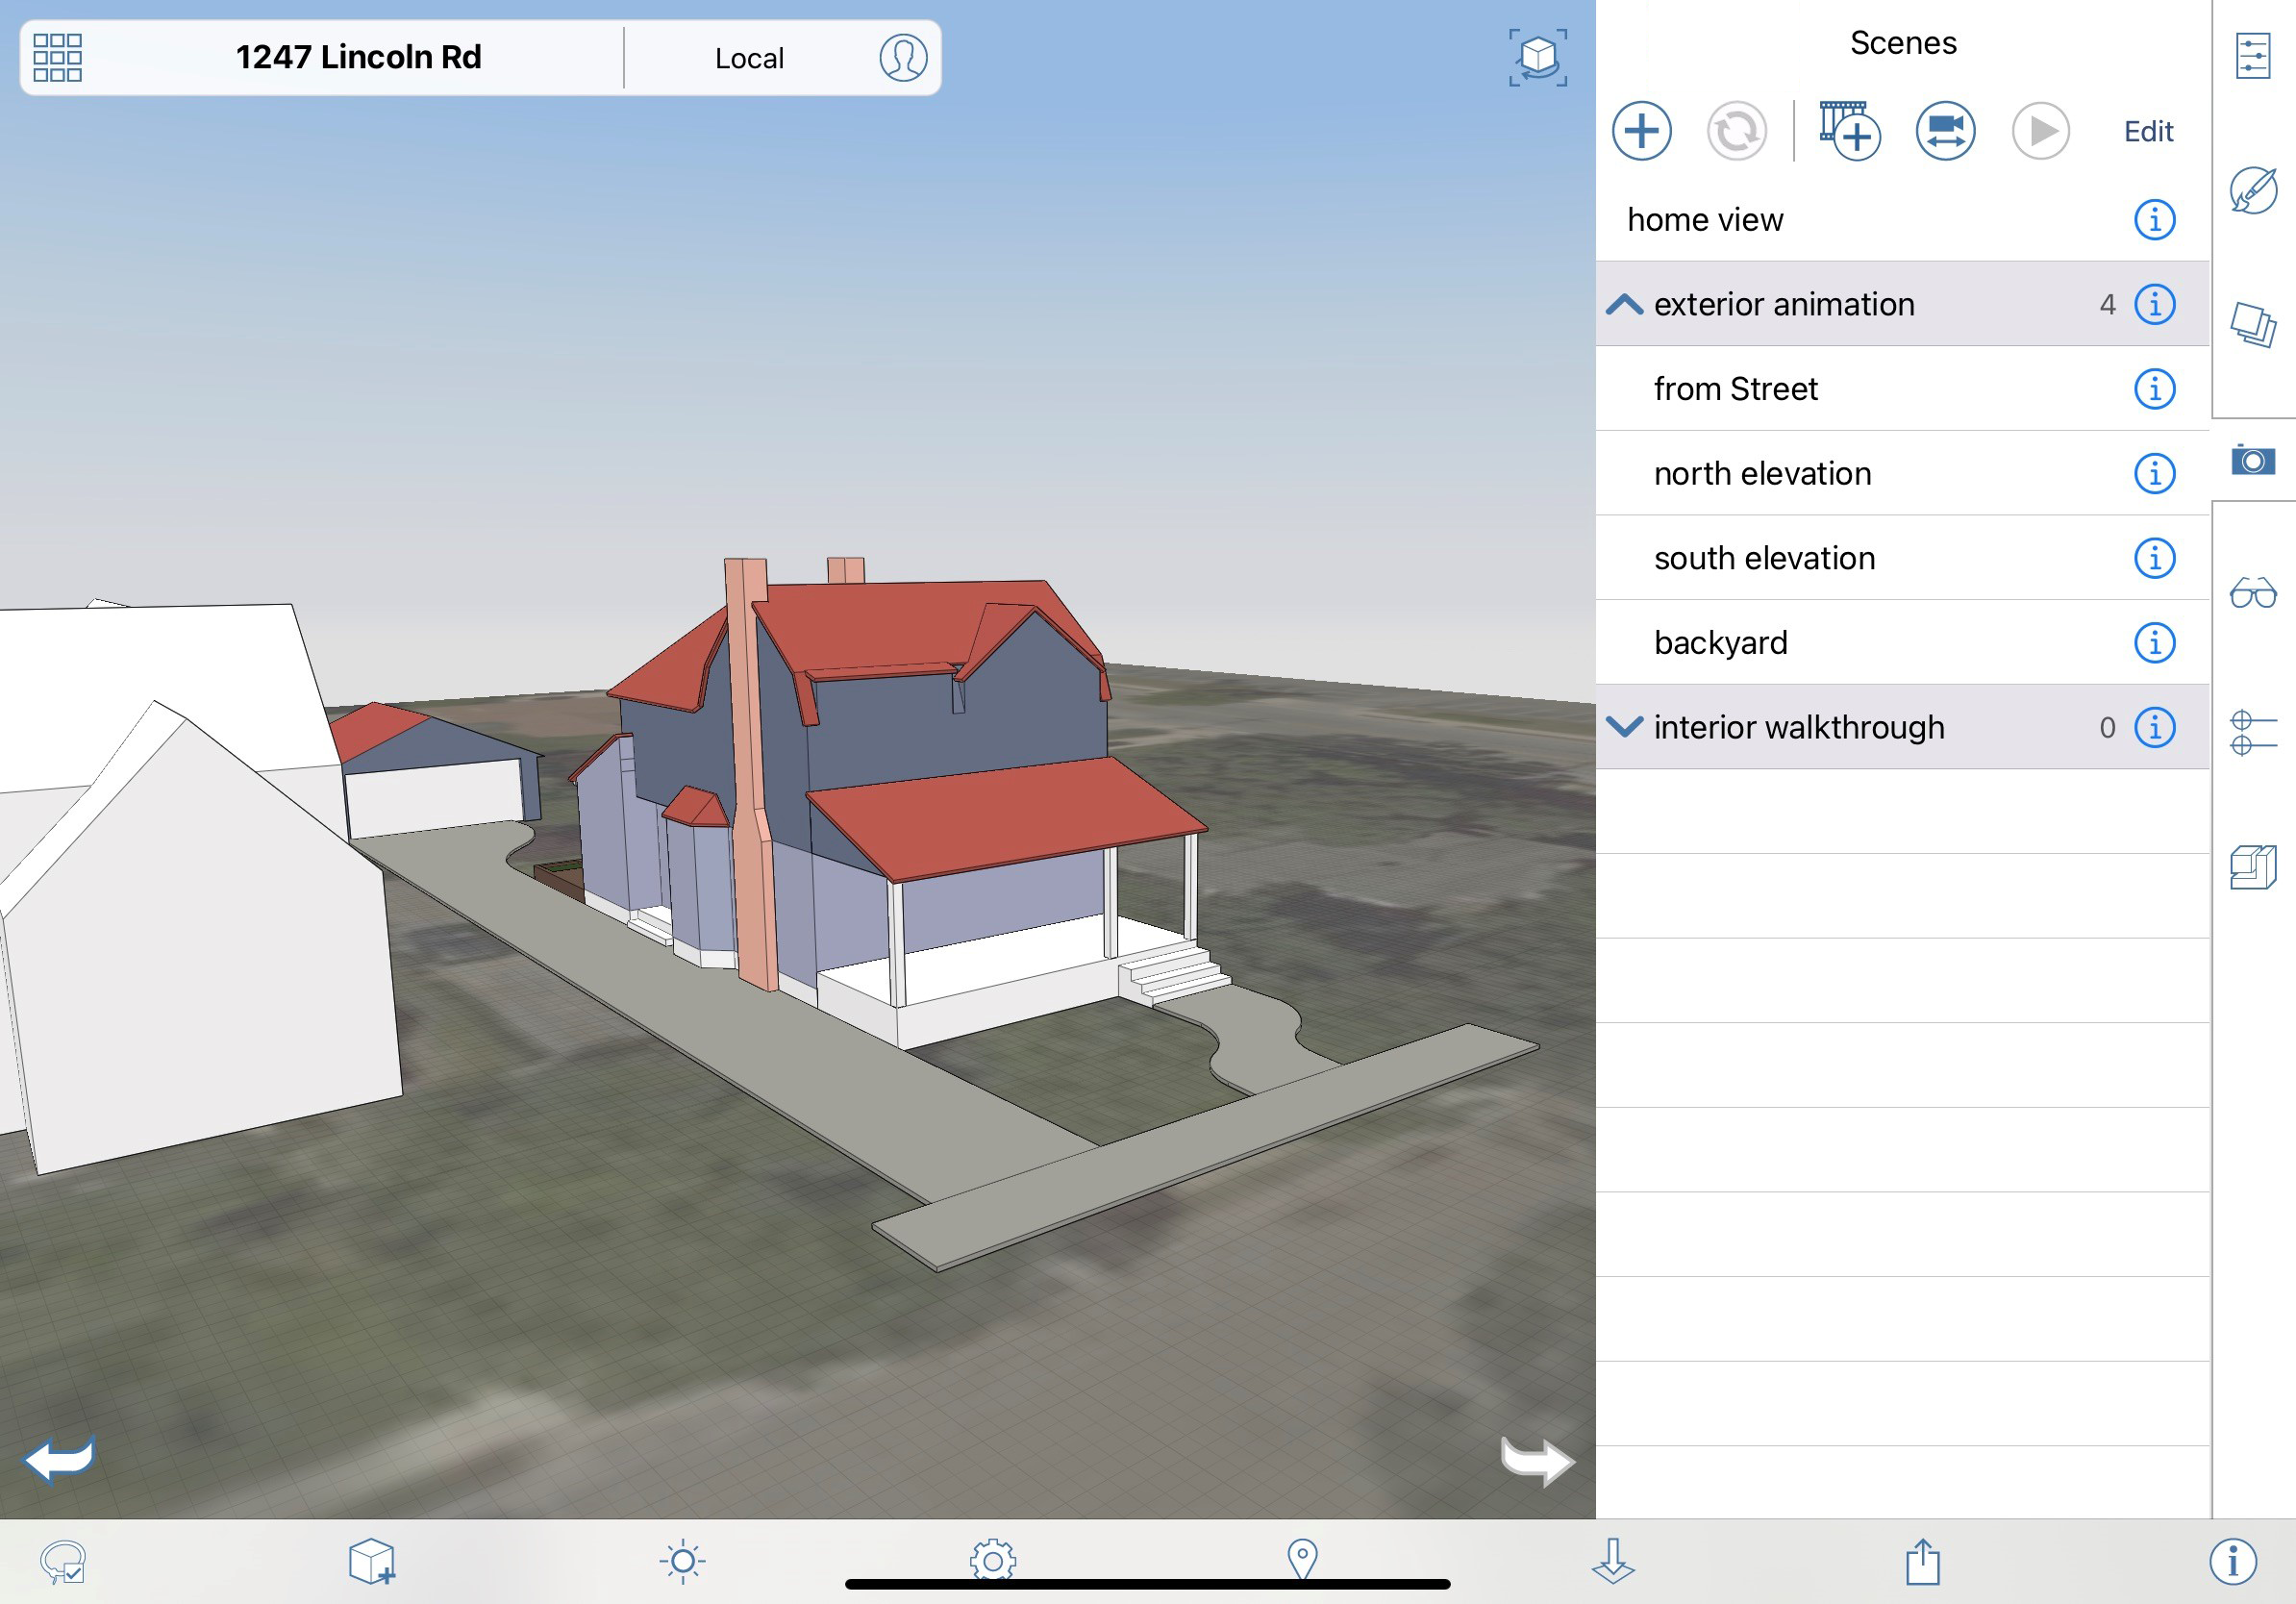 1247 Lincoln Rd
Local
Scenes
Edit
home view
exterior animation 4
from Street
north elevation
south elevation
backyard
interior walkthrough 0